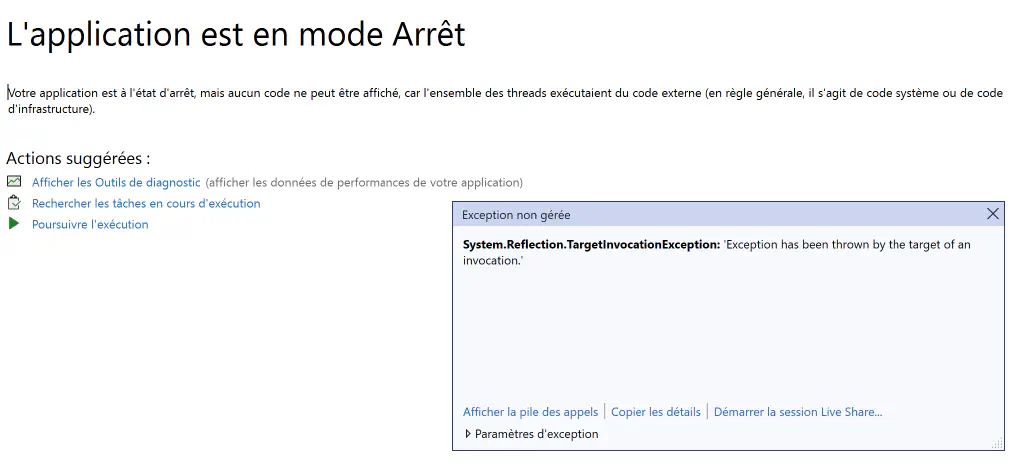 L'application est en mode Arrêt
Votre application est à l'état d'arrêt, mais aucun code ne peut être affiché, car l'ensemble des threads exécutaient du code externe (en règle générale, il s'agit de code système ou de code
d'infrastructure).
Actions suggérées :
Afficher les Outils de diagnostic (afficher les données de performances de votre application)
Rechercher les tâches en cours d'exécution
Poursuivre l'exécution
Exception non gérée
System.Reflection.TargetInvocationException: 'Exception has been thrown by the target of an
invocation.'
Afficher la pile des appels | Copier les détails | Démarrer la session Live Share...
Paramètres d'exception